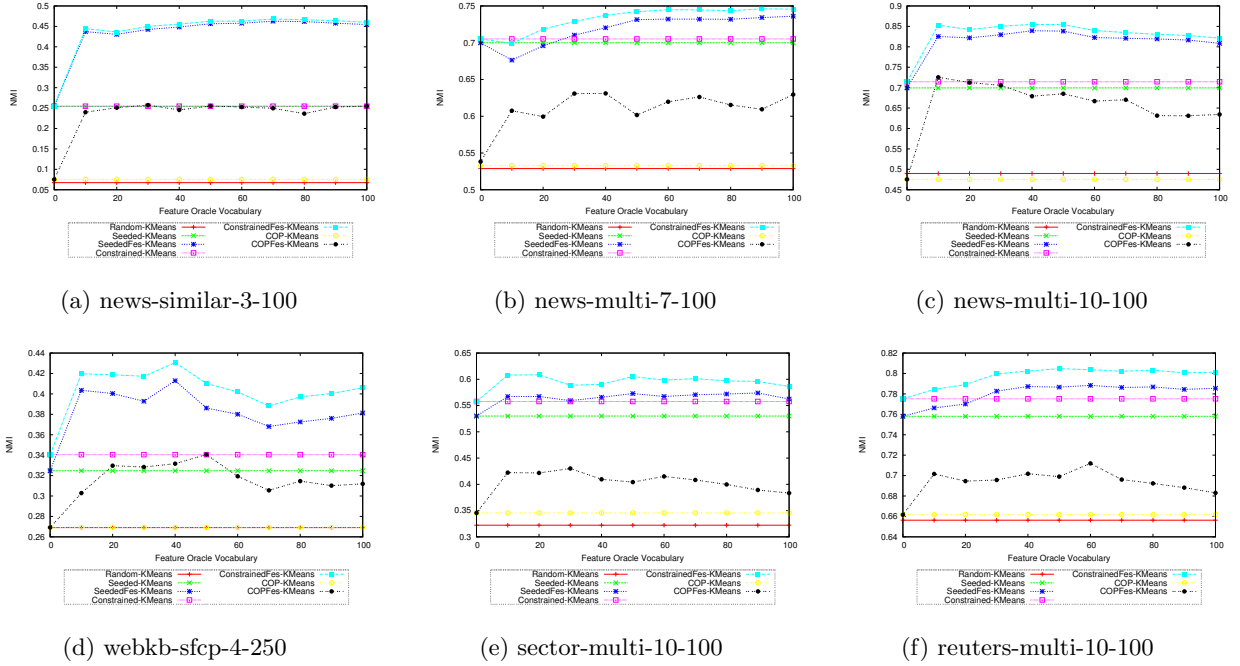 0.5
0.45
0.4
0.35
0.3
0.25
0.2
0.15
0.1
0.05
NMI
0 20 40 60 80 100
Feature Oracle Vocabulary
Random-KMeans ConstrainedFes-KMeans
Seeded-KMeans COP-KMeans
SeededFes-KMeans COPFes-KMeans
Constrained-KMeans
(a) news-similar-3-100
0.75
0.7
0.65
0.6
0.55
0.5
NMI
0 20 40 60 80 100
Feature Oracle Vocabulary
Random-KMeans ConstrainedFes-KMeans
Seeded-KMeans COP-KMeans
SeededFes-KMeans COPFes-KMeans
Constrained-KMeans
(b) news-multi-7-100
0.9
0.85
0.8
0.75
0.7
0.65
0.6
0.55
0.5
0.45
NMI
0 20 40 60 80 100
Feature Oracle Vocabulary
Random-KMeans ConstrainedFes-KMeans
Seeded-KMeans COP-KMeans
SeededFes-KMeans COPFes-KMeans
Constrained-KMeans
(c) news-multi-10-100
0.44
0.42
0.4
0.38
0.36
0.34
0.32
0.3
0.28
0.26
NMI
0 20 40 60 80 100
Feature Oracle Vocabulary
Random-KMeans ConstrainedFes-KMeans
Seeded-KMeans COP-KMeans
SeededFes-KMeans COPFes-KMeans
Constrained-KMeans
(d) webkb-sfcp-4-250
0.65
0.6
0.55
0.5
0.45
0.4
0.35
0.3
NMI
0 20 40 60 80 100
Feature Oracle Vocabulary
Random-KMeans ConstrainedFes-KMeans
Seeded-KMeans COP-KMeans
SeededFes-KMeans COPFes-KMeans
Constrained-KMeans
(e) sector-multi-10-100
0.82
0.8
0.78
0.76
0.74
0.72
0.7
0.68
0.66
0.64
NMI
0 20 40 60 80 100
Feature Oracle Vocabulary
Random-KMeans ConstrainedFes-KMeans
Seeded-KMeans COP-KMeans
SeededFes-KMeans COPFes-KMeans
Constrained-KMeans
(f) reuters-multi-10-100